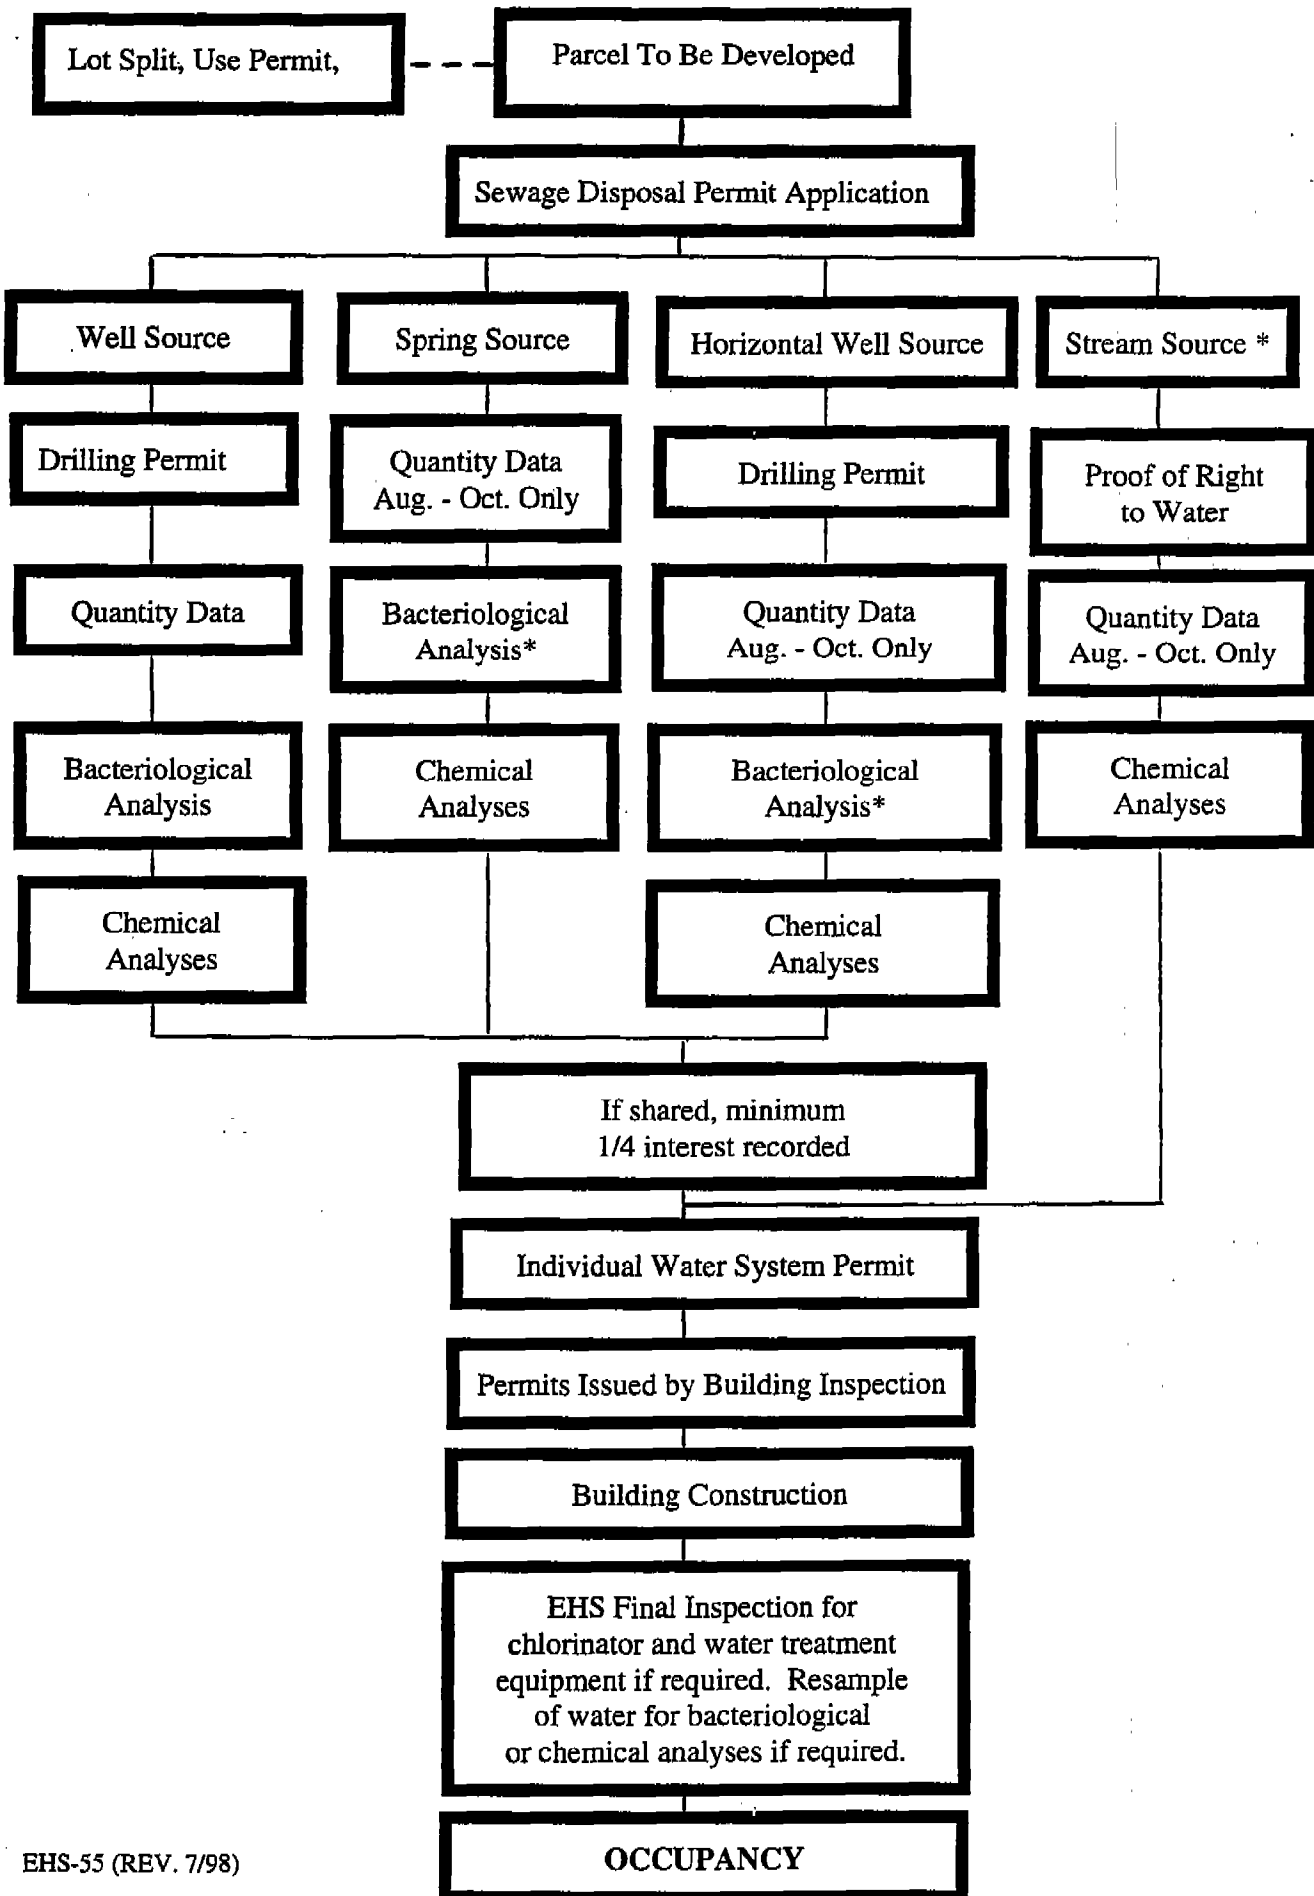 Lot Split, Use Permit,
Parcel To Be Developed
Sewage Disposal Permit Application
Well Source
Spring Source
Horizontal Well Source
Stream Source *
Drilling Permit
Quantity Data
Aug. - Oct. Only
Drilling Permit
Proof of Right
to Water
Quantity Data
Bacteriological
Analysis*
Quantity Data
Aug. - Oct. Only
Quantity Data
Aug. - Oct. Only
Bacteriological
Analysis
Chemical
Analyses
Bacteriological
Analysis*
Chemical
Analyses
Chemical
Analyses
Chemical
Analyses
If shared, minimum
1/4 interest recorded
Individual Water System Permit
Permits Issued by Building Inspection
Building Construction
EHS Final Inspection for
chlorinator and water treatment
equipment if required.  Resample
of water for bacteriological
or chemical analyses if required.
OCCUPANCY
EHS-55 (REV. 7/98)